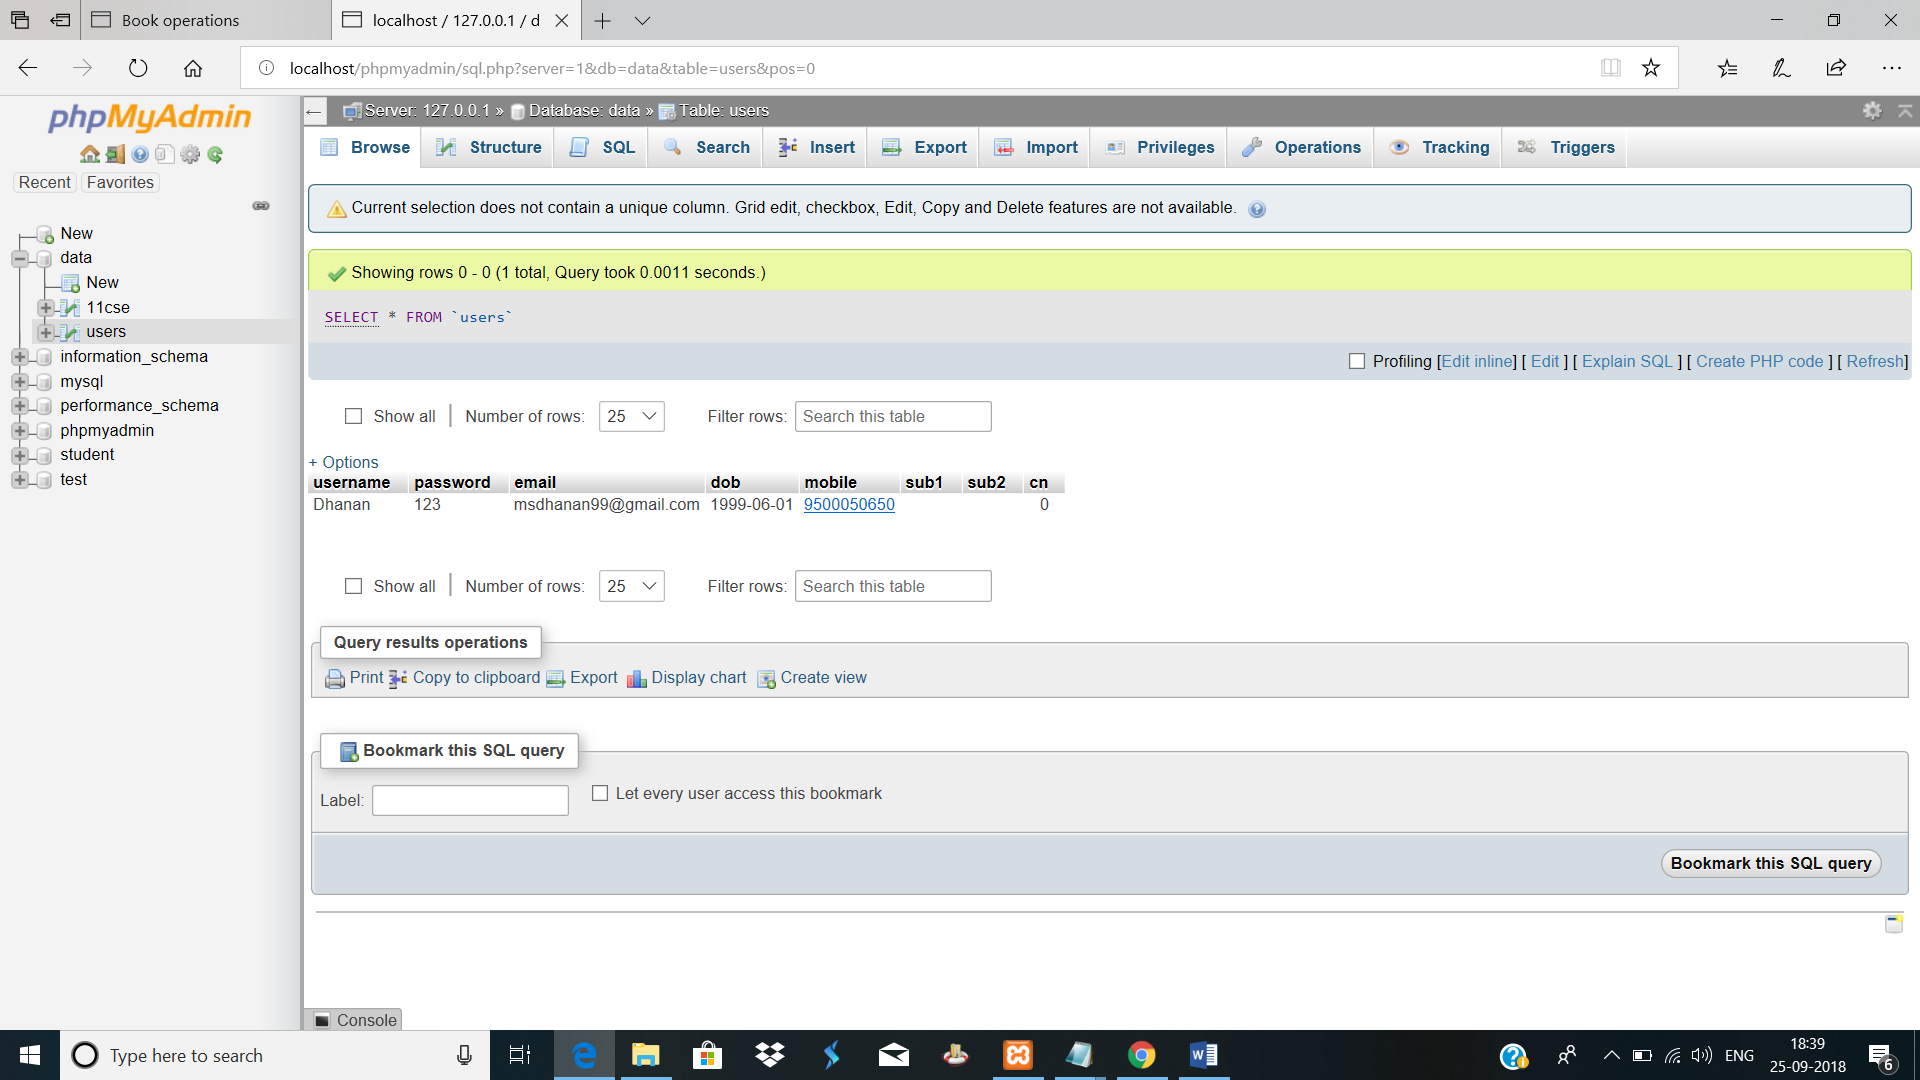 Book operations
localhost / 127.0.0.1 / d
localhost/phpmyadmin/sql.php?server=1&db=data&table=users&pos=0
phpMyAdmin
Recent Favorites
New
data
New
11cse
users
information_schema
mysql
performance_schema
phpmyadmin
student
test
Server: 127.0.0.1 » Database: data » Table: users
Browse Structure SQL Search Insert Export Import Privileges Operations Tracking Triggers
Current selection does not contain a unique column. Grid edit, checkbox, Edit, Copy and Delete features are not available.
Showing rows 0 - 0 (1 total, Query took 0.0011 seconds.)
SELECT * FROM `users`
Profiling [Edit inline] [ Edit ] [ Explain SQL ] [ Create PHP code ] [ Refresh]
Show all | Number of rows: 25 Filter rows: Search this table
+ Options
username password email dob mobile sub1 sub2 cn
Dhanan 123 msdhanan99@gmail.com 1999-06-01 9500050650 0
Show all | Number of rows: 25 Filter rows: Search this table
Query results operations
Print Copy to clipboard Export Display chart Create view
Bookmark this SQL query
Label: Let every user access this bookmark
Bookmark this SQL query
Console
Type here to search
ENG
18:39
25-09-2018
6